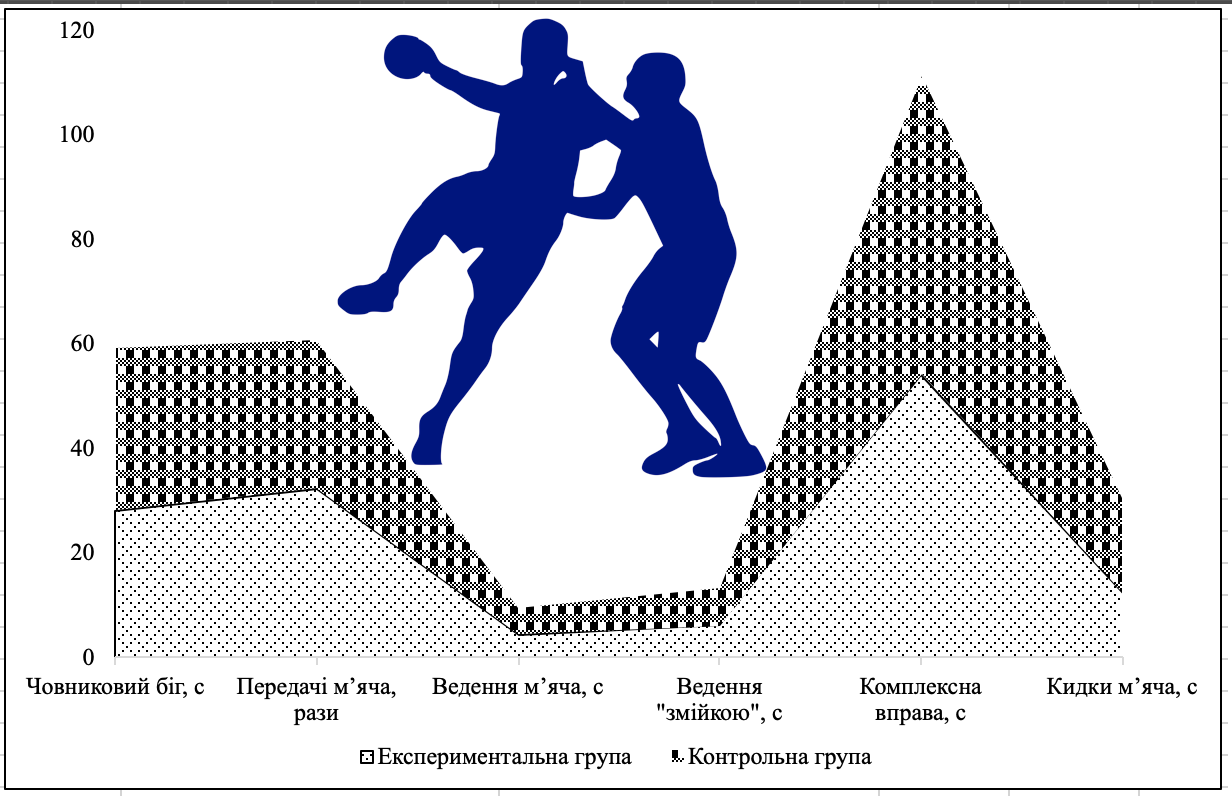 120
100
80
60
40
20
0
Човниковий біг, с
Передачі м’яча,
рази
Ведення м’яча, с
Ведення
"змійкою", с
Комплексна
вправа, с
Кидки м’яча, с
Експериментальна група
Контрольна група